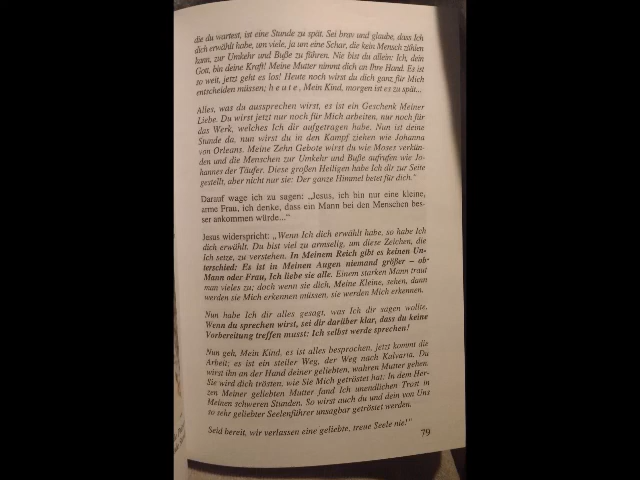 die du wartest, ist eine Stunde zu spät. Sei brav und glaube, dass Ich
dich erwählt habe, um viele, ja um eine Schar, die kein Mensch zählen
kann, zur Umkehr und Buße zu führen. Nie bist du allein: Ich, dein
Gott, bin deine Kraft! Meine Mutter nimmt dich an Ihre Hand. Es ist
so weit, jetzt geht es los! Heute noch wirst du dich ganz für Mich
entscheiden müssen; h e u t e, Mein Kind, morgen ist es zu spät...
Alles, was du aussprechen wirst, es ist ein Geschenk Meiner
Liebe. Du wirst jetzt nur noch für Mich arbeiten, nur noch für
das Werk, welches Ich dir aufgetragen habe. Nun ist deine
Stunde da, nun wirst du in den Kampf ziehen wie Johanna
von Orleans. Meine Zehn Gebote wirst du wie Moses verkün-
den und die Menschen zur Umkehr und Buße aufrufen wie Jo-
hannes der Täufer. Diese großen Heiligen habe Ich dir zur Seite
gestellt, aber nicht nur sie: Der ganze Himmel betet für dich.“
Darauf wage ich zu sagen: „Jesus, ich bin nur eine kleine,
arme Frau, ich denke, dass ein Mann bei den Menschen bes-
ser ankommen würde...“
Jesus widerspricht: „Wenn Ich dich erwählt habe, so habe Ich
dich erwählt. Du bist viel zu armselig, um diese Zeichen, die
Ich setze, zu verstehen. In Meinem Reich gibt es keinen Un-
terschied: Es ist in Meinen Augen niemand größer – ob
Mann oder Frau, Ich liebe sie alle. Einem starken Mann traut
man vieles zu; doch wenn sie dich, Meine Kleine, sehen, dann
werden sie Mich erkennen müssen, sie werden Mich erkennen.
Nun habe Ich dir alles gesagt, was Ich dir sagen wollte.
Wenn du sprechen wirst, sei dir darüber klar, dass du keine
Vorbereitung treffen musst: Ich selbst werde sprechen!
Nun geh, Mein Kind, es ist alles besprochen, jetzt kommt die
Arbeit; es ist ein steiler Weg, der Weg nach Kalvaria. Du
wirst ihn an der Hand deiner geliebten, wahren Mutter gehen.
Sie wird dich trösten, wie Sie Mich getröstet hat: In dem Her-
zen Meiner geliebten Mutter fand Ich unendlichen Trost in
Meinen schweren Stunden. So wirst auch du und dein von Uns
so sehr geliebter Seelenführer unsagbar getröstet werden.
Seid bereit, wir verlassen eine geliebte, treue Seele nie!“
79